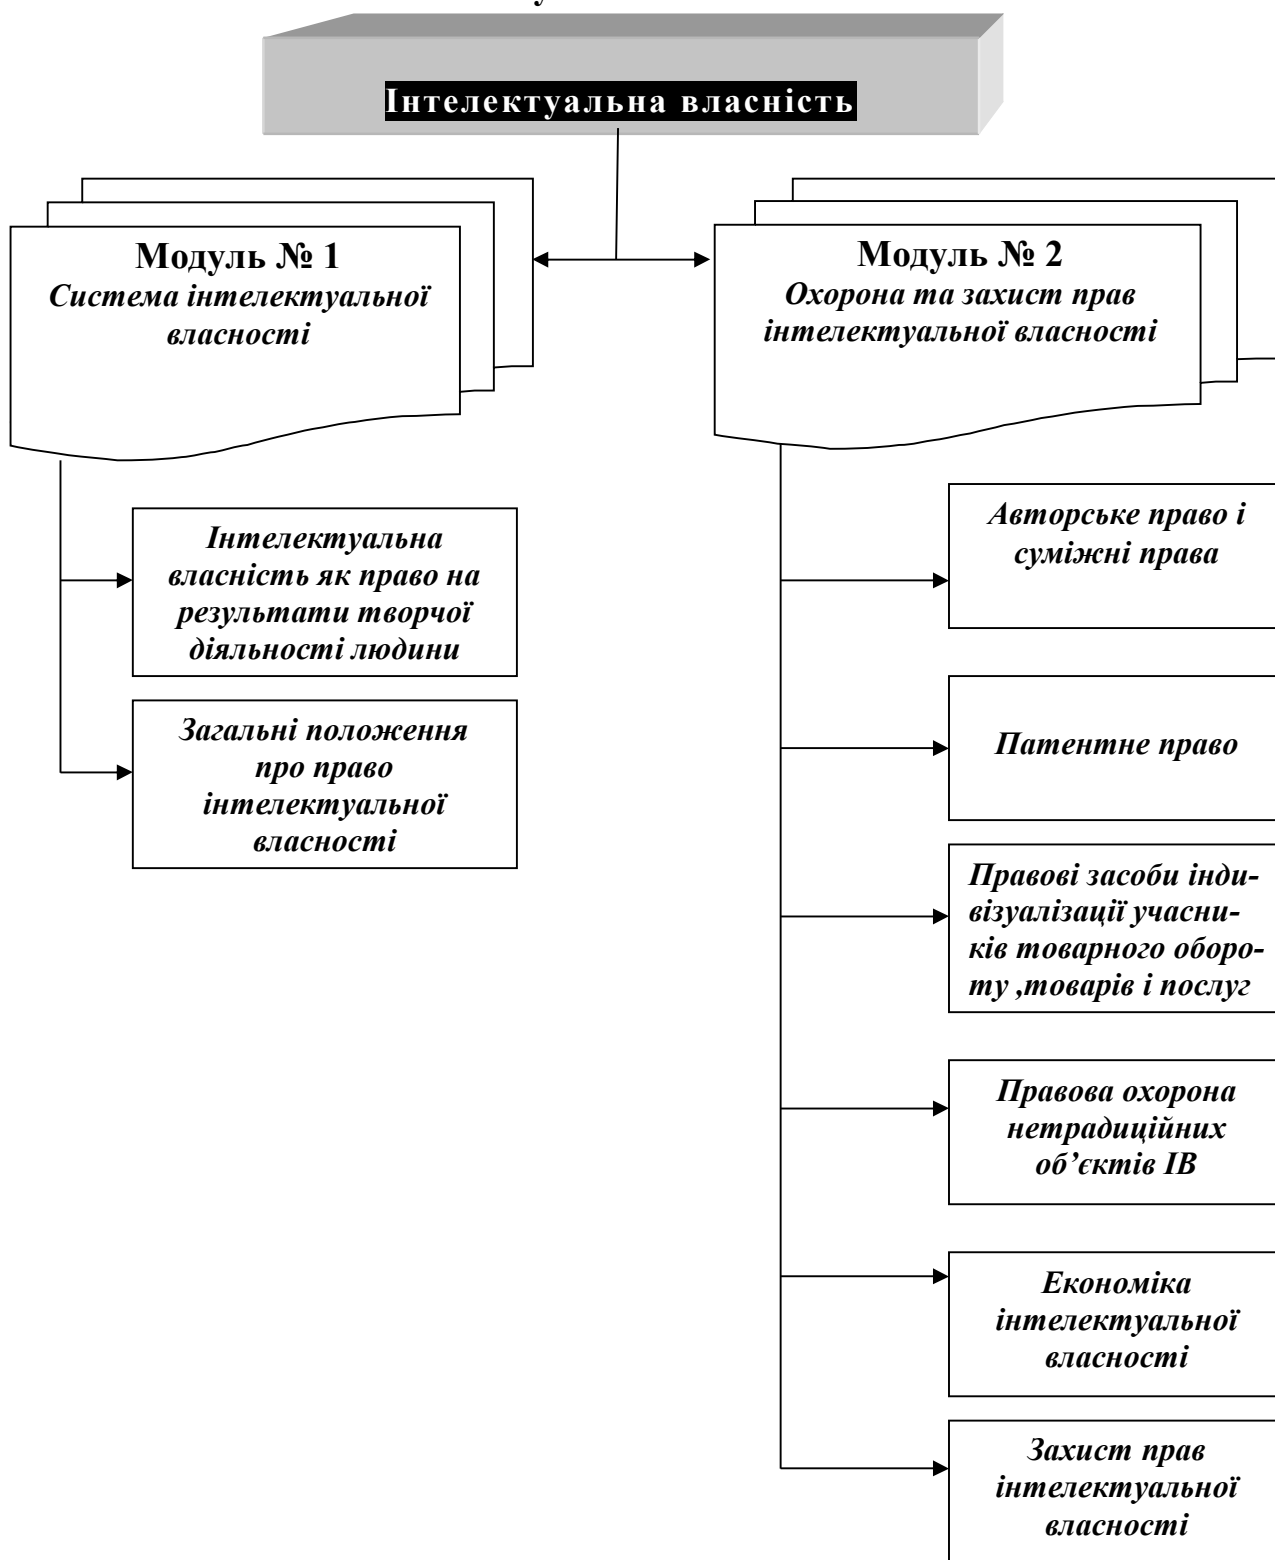 Інтелектуальна власність
Модуль № 1
Система інтелектуальної
власності
Модуль № 2
Охорона та захист прав
інтелектуальної власності
Інтелектуальна
власність як право на
результати творчої
діяльності людини
Загальні положення
про право
інтелектуальної
власності
Авторське право і
суміжні права
Патентне право
Правові засоби інди-
візуалізації учасни-
ків товарного оборо-
ту ,товарів і послуг
Правова охорона
нетрадиційних
об’єктів ІВ
Економіка
інтелектуальної
власності
Захист прав
інтелектуальної
власності